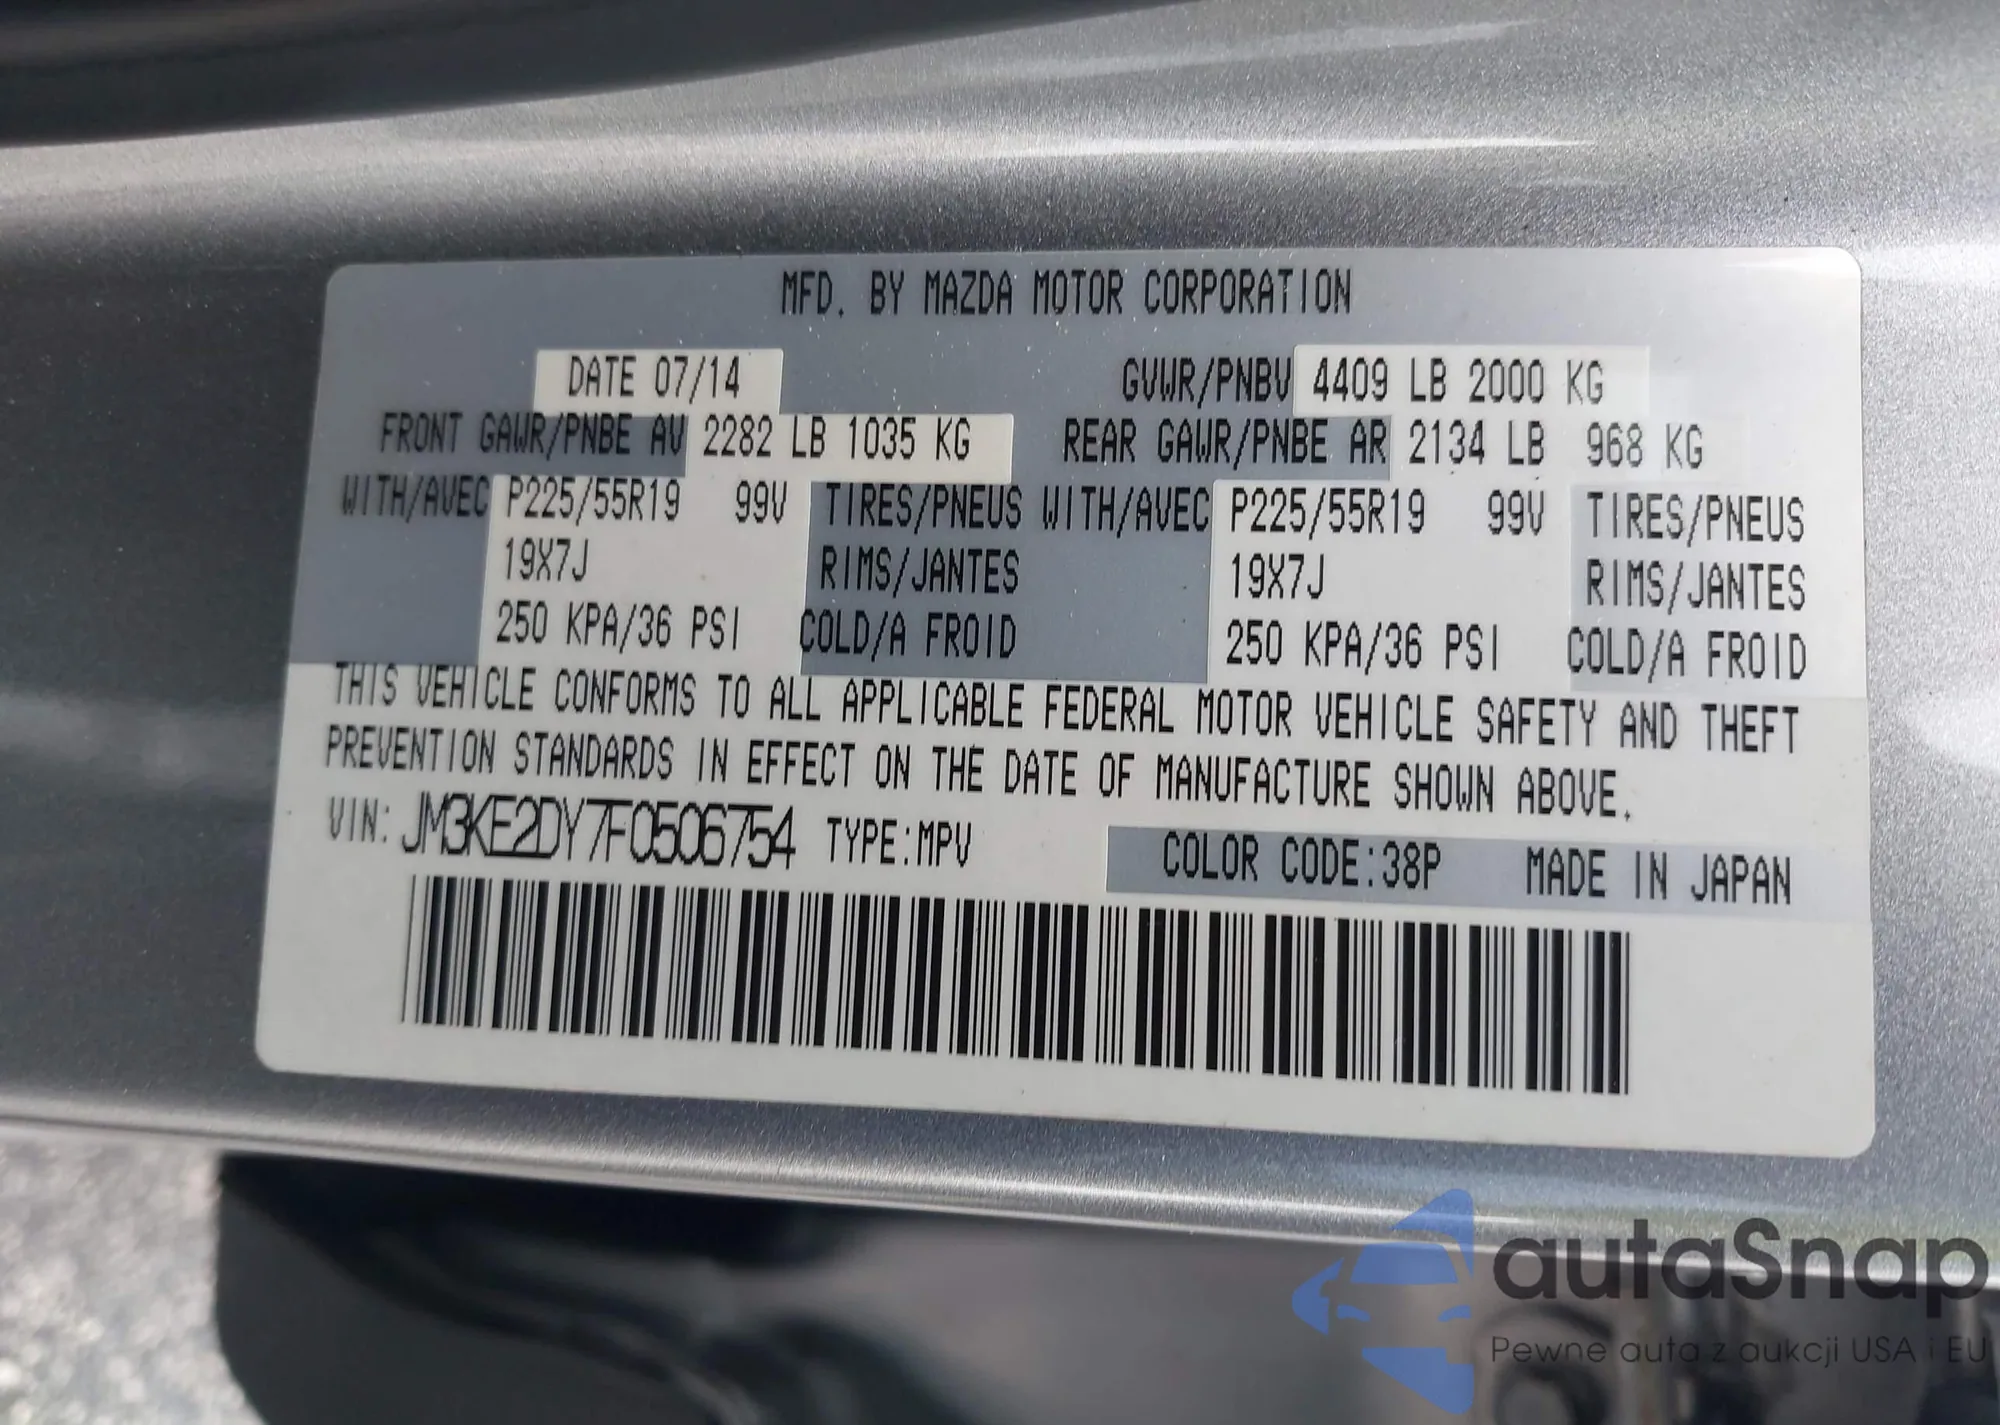 MFD. BY MAZDA MOTOR CORPORATION
DATE 07/14 GVWR/PNBV 4409 LB 2000 KG
FRONT GAWR/PNBE AV 2282 LB 1035 KG REAR GAWR/PNBE AR 2134 LB 968 KG
WITH/AVEC P225/55R19 99V TIRES/PNEUS WITH/AVEC P225/55R19 99V TIRES/PNEUS
19X7J RIMS/JANTES 19X7J RIMS/JANTES
250 KPA/36 PSI COLD/A FROID 250 KPA/36 PSI COLD/A FROID
THIS VEHICLE CONFORMS TO ALL APPLICABLE FEDERAL MOTOR VEHICLE SAFETY AND THEFT
PREVENTION STANDARDS IN EFFECT ON THE DATE OF MANUFACTURE SHOWN ABOVE.
VIN: JM3KE2DY7F0506754 TYPE:MPV COLOR CODE:38P MADE IN JAPAN
autaSnap
Pewne auta z aukcji USA i EU